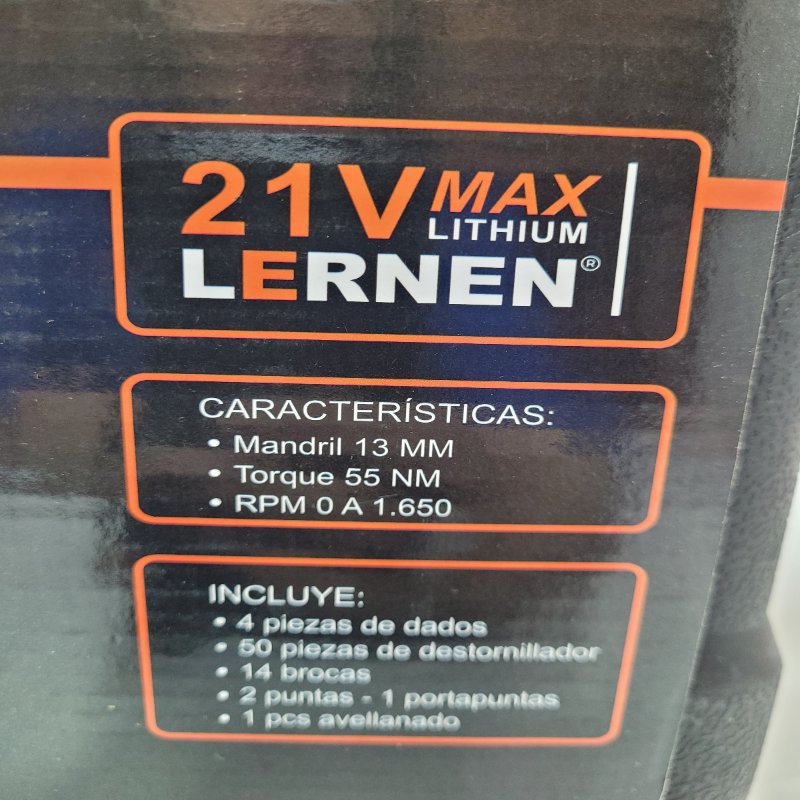 21V MAX
LITHIUM
LERNEN®
CARACTERÍSTICAS:
• Mandril 13 MM
• Torque 55 NM
• RPM 0 A 1.650
INCLUYE:
• 4 piezas de dados
• 50 piezas de destornillador
• 14 brocas
• 2 puntas - 1 portapuntas
• 1 pcs avellanado